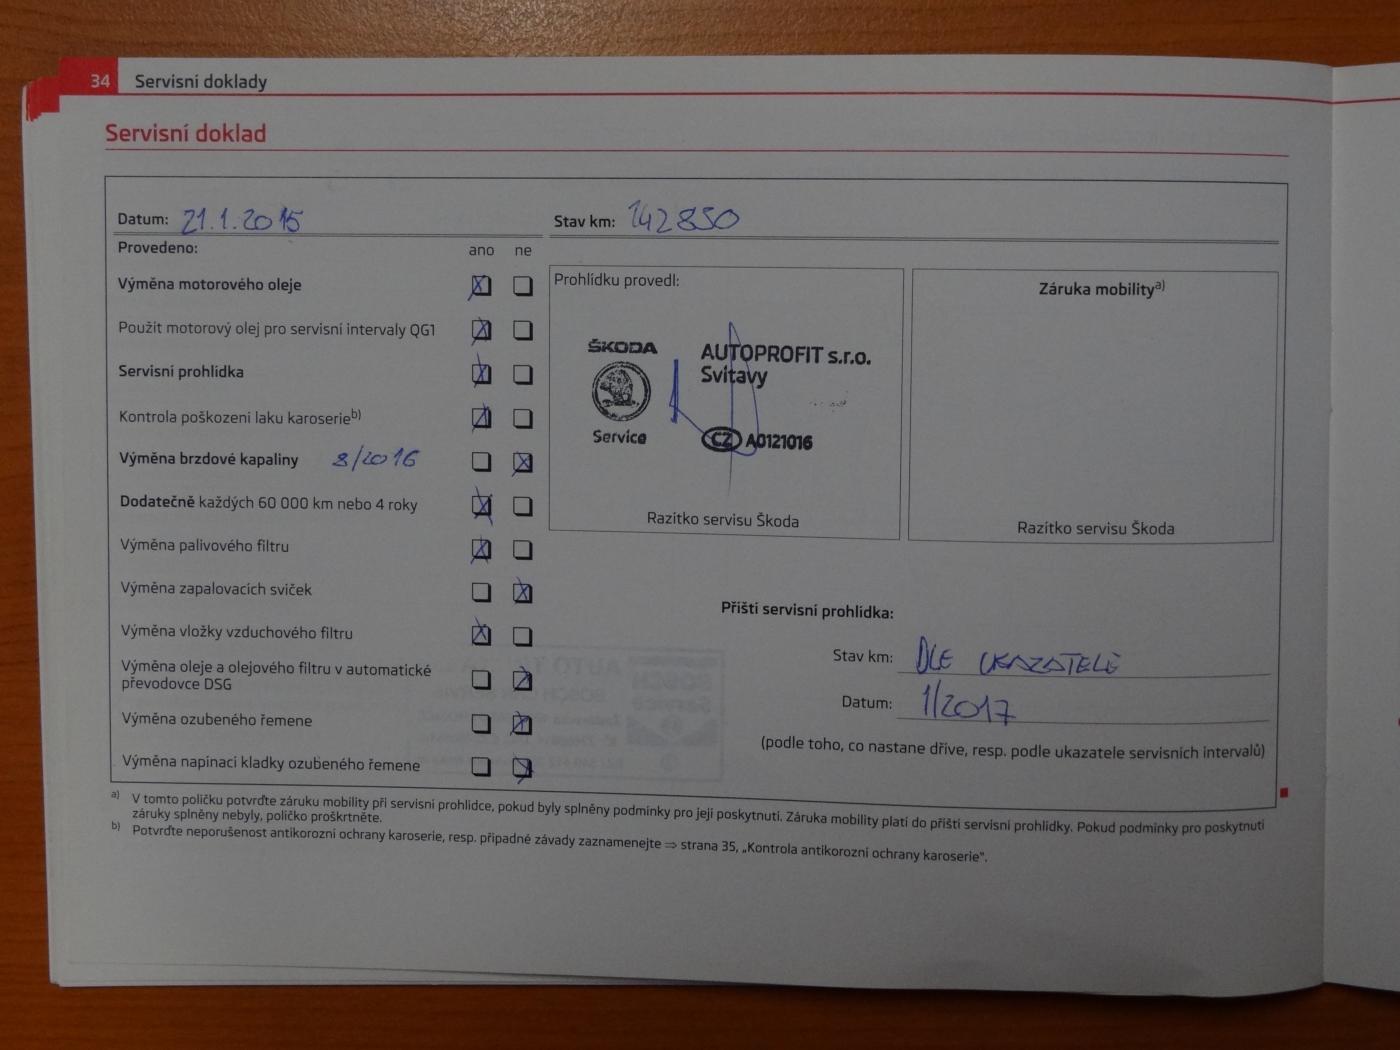 34 Servisní doklady
Servisní doklad
Datum: 21.1.2015 Stav km: 142850
Provedeno: ano ne
Výměna motorového oleje
Použit motorový olej pro servisní intervaly QG1
Servisní prohlídka
Kontrola poškození laku karoserie b)
Výměna brzdové kapaliny 8/2016
Dodatečně každých 60 000 km nebo 4 roky
Výměna palivového filtru
Výměna zapalovacích svíček
Výměna vložky vzduchového filtru
Výměna oleje a olejového filtru v automatické
převodovce DSG
Výměna ozubeného řemene
Výměna napínací kladky ozubeného řemene
Prohlídku provedl:
ŠKODA
Service
AUTOPROFIT s.r.o.
Svitavy
CZ A0121016
Razítko servisu Škoda
Záruka mobility a)
Razítko servisu Škoda
Příští servisní prohlídka:
Stav km: DLE UKAZATELE
Datum: 1/2017
(podle toho, co nastane dříve, resp. podle ukazatele servisních intervalů)
a) V tomto políčku potvrďte záruku mobility při servisní prohlídce, pokud byly splněny podmínky pro její poskytnutí. Záruka mobility platí do příští servisní prohlídky. Pokud podmínky pro poskytnutí
záruky splněny nebyly, políčko proškrtněte.
b) Potvrďte neporušenost antikorozní ochrany karoserie, resp. případné závady zaznamenejte ⇒ strana 35, „Kontrola antikorozní ochrany karoserie“.